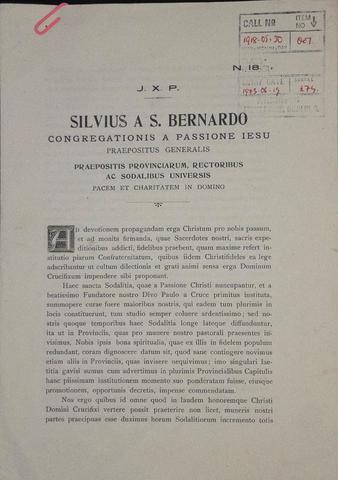 CALL No
ITEM No
1918-05-30
007
N. 18.
J. X. P.
SILVIUS A S. BERNARDO
CONGREGATIONIS A PASSIONE IESU
PRAEPOSITUS GENERALIS
PRAEPOSITIS PROVINCIARUM, RECTORIBUS
AC SODALIBUS UNIVERSIS
PACEM ET CHARITATEM IN DOMINO
Ad devotionem propagandam erga Christum pro nobis passum,
et ad monita firmanda, quae Sacerdotes nostri, sacris expe-
ditionibus addicti, fidelibus praebent, quam maxime refert in-
stitutio piarum Confraternitatum, quibus iidem Christifideles ea lege
adscribuntur ut cultum dilectionis et grati animi sensa erga Dominum
Crucifixum impendere sibi proponant.
Haec sancta Sodalitia, quae a Passione Christi nuncupantur, et a
beatissimo Fundatore nostro Divo Paulo a Cruce primitus instituta,
summopere curae fuere maioribus nostris, qui eadem tum plurimis in
locis constituerunt, tum studio semper coluere ardentissimo; sed no-
stris quoque temporibus haec Sodalitia longe lateque diffunduntur,
ita ut in Provinciis, quas pro munere nostro pastorali praesentes in-
visimus, Nobis ipsis bona spiritualia, quae ex illis in fidelem populum
redundant, coram dignoscere datum sit, quod sane contingere novimus
etiam aliis in Provinciis, quas invisere nequivimus; imo singulari lae-
titia gavisi sumus cum advertimus in plurimis Provincialibus Capitulis
hanc piissimam institutionem momento suo ponderatam fuisse, eiusque
promotionem, opportunis decretis, impense commendatam.
Nos ergo quibus id omne quod in laudem honoremque Christi
Domini Crucifixi vertere possit praeterire non licet, muneris nostri
partes praecipuas esse duximus horum Sodalitiorum incremento totis